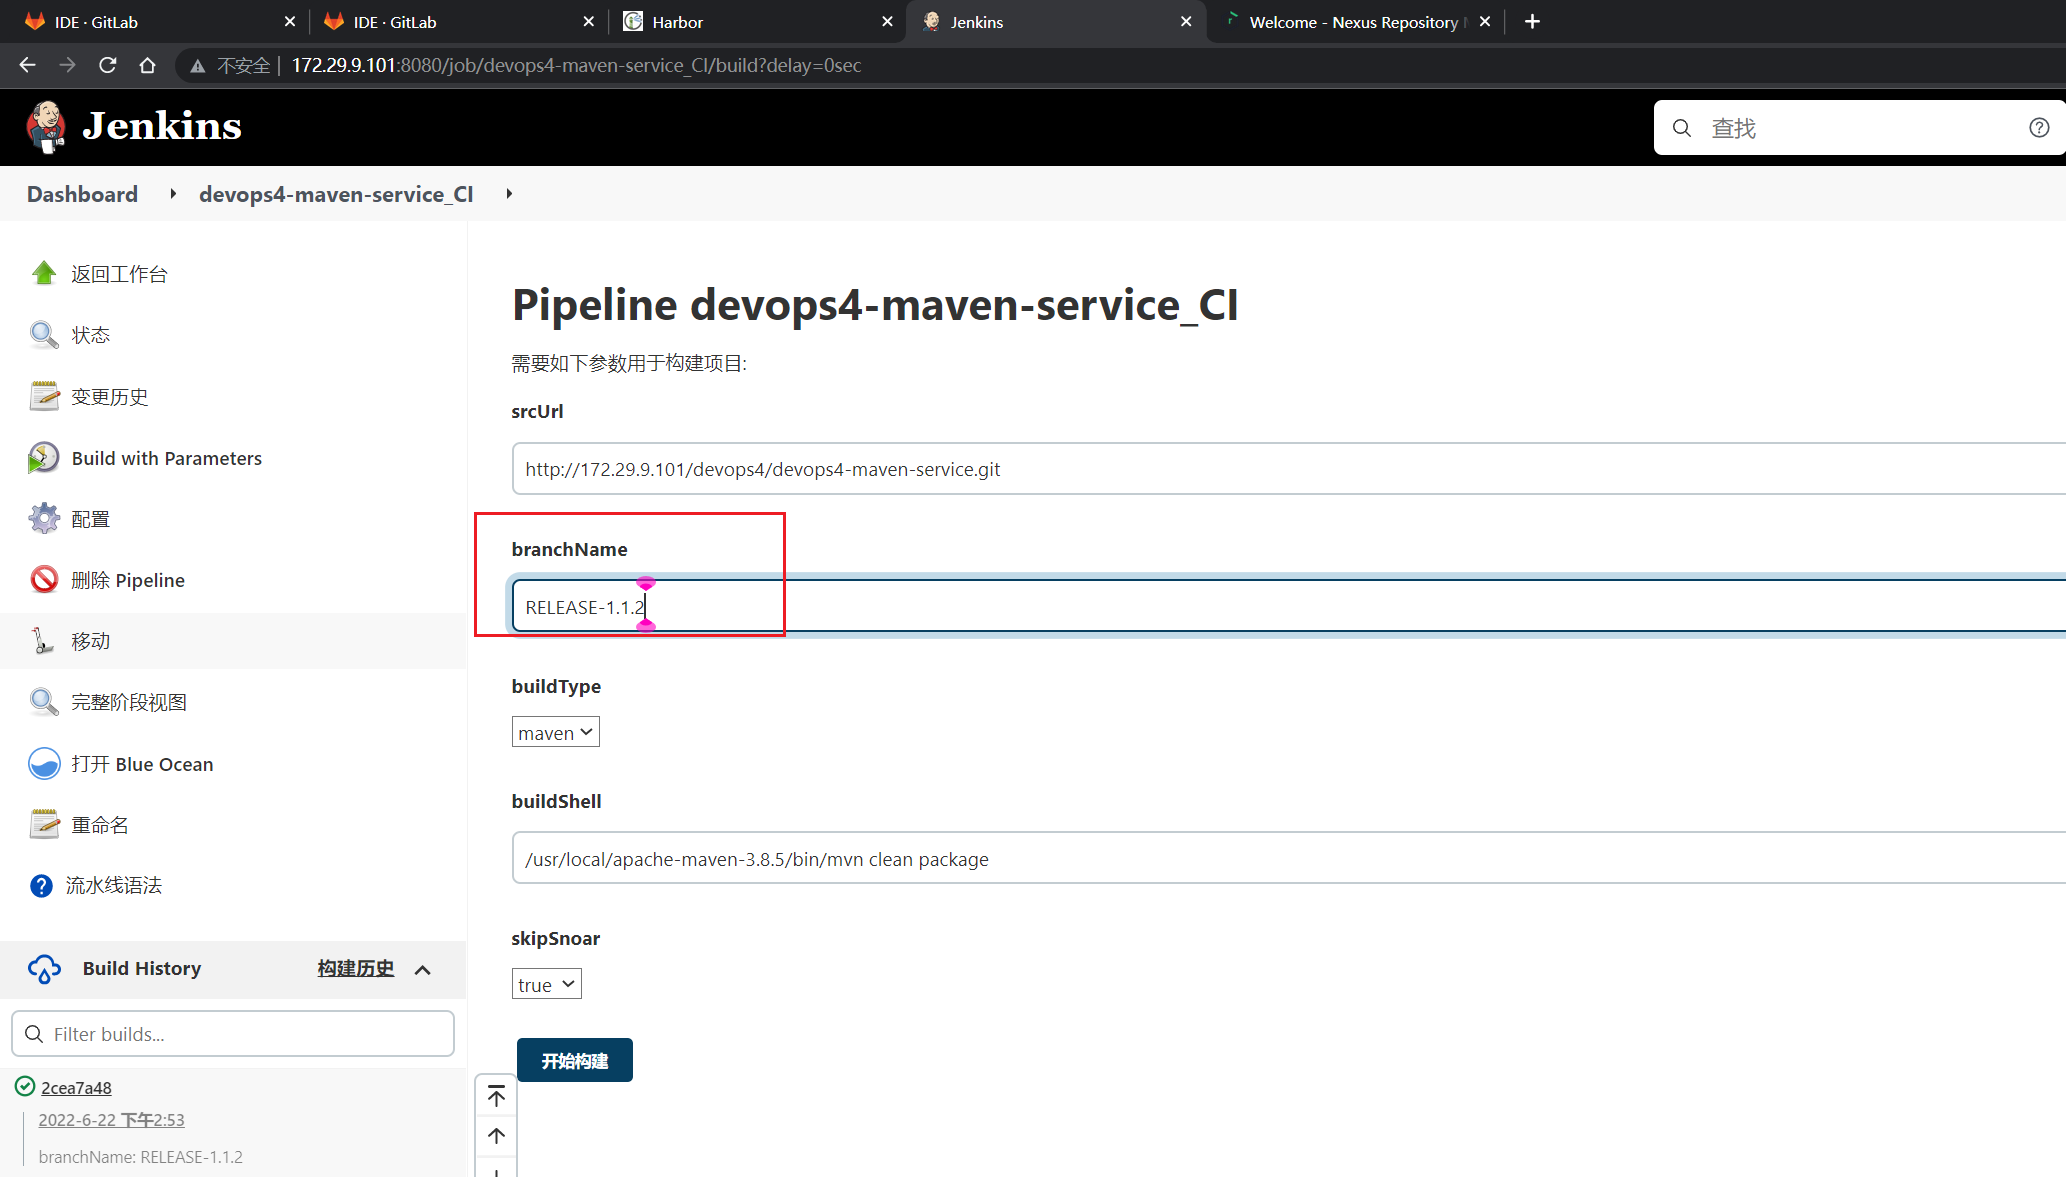 IDE · GitLab
IDE · GitLab
Harbor
Jenkins
Welcome - Nexus Repository
不安全 172.29.9.101:8080/job/devops4-maven-service_CI/build?delay=0sec
Jenkins
查找
Dashboard
devops4-maven-service_CI
返回工作台
状态
变更历史
Build with Parameters
配置
删除 Pipeline
移动
完整阶段视图
打开 Blue Ocean
重命名
流水线语法
Build History
构建历史
Filter builds...
2cea7a48
2022-6-22 下午2:53
branchName: RELEASE-1.1.2
Pipeline devops4-maven-service_CI
需要如下参数用于构建项目:
srcUrl
http://172.29.9.101/devops4/devops4-maven-service.git
branchName
RELEASE-1.1.2
buildType
maven
buildShell
/usr/local/apache-maven-3.8.5/bin/mvn clean package
skipSnoar
true
开始构建